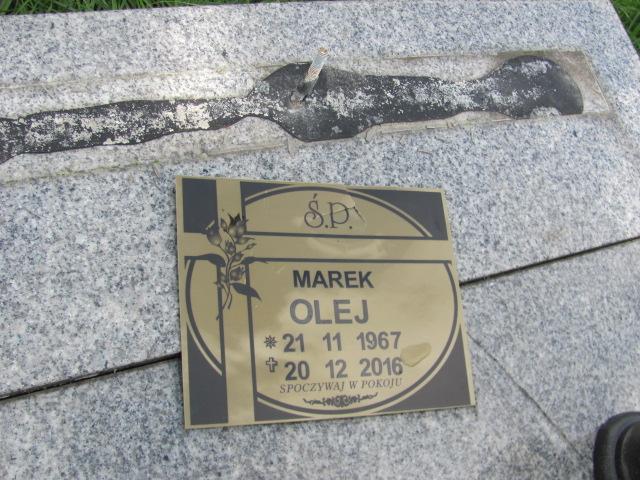 Ś.P.
MAREK
OLEJ
21 11 1967
20 12 2016
SPOCZYWAJ W POKOJU